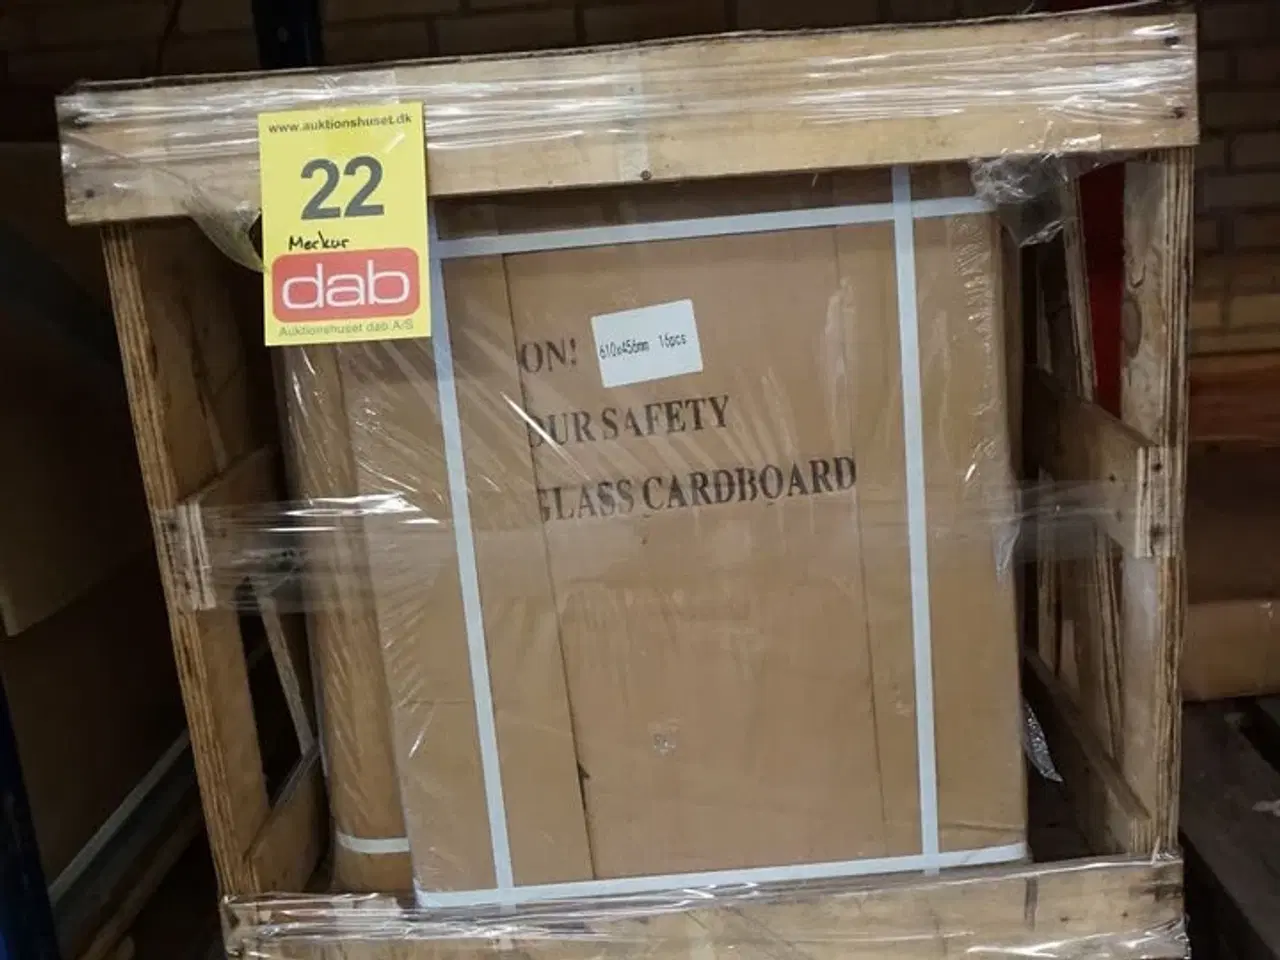 www.auktionshuset.dk
22
Merkur
dab
Auktionshuset dab A/S
ON!
610x456mm 16pcs
OUR SAFETY
GLASS CARDBOARD